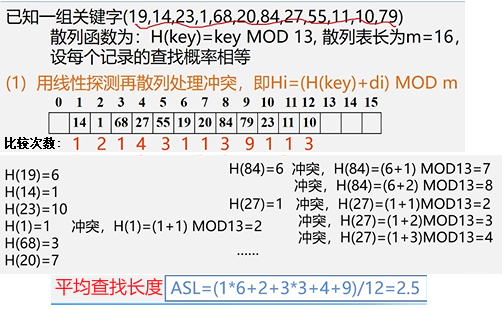 已知一组关键字(19,14,23,1,68,20,84,27,55,11,10,79)
散列函数为：H(key)=key MOD 13, 散列表长为m=16，
设每个记录的查找概率相等
(1) 用线性探测再散列处理冲突，即Hi=(H(key)+di) MOD m
0 1 2 3 4 5 6 7 8 9 10 11 12 13 14 15
14 1 68 27 55 19 20 84 79 23 11 10
比较次数: 1 2 1 4 3 1 1 3 9 1 1 3
H(19)=6
H(14)=1
H(23)=10
H(1)=1 冲突，H(1)=(1+1) MOD13=2
H(68)=3
H(20)=7
H(84)=6 冲突，H(84)=(6+1) MOD13=7
冲突，H(84)=(6+2) MOD13=8
H(27)=1 冲突，H(27)=(1+1)MOD13=2
冲突，H(27)=(1+2)MOD13=3
冲突，H(27)=(1+3)MOD13=4
......
平均查找长度 ASL=(1*6+2+3*3+4+9)/12=2.5